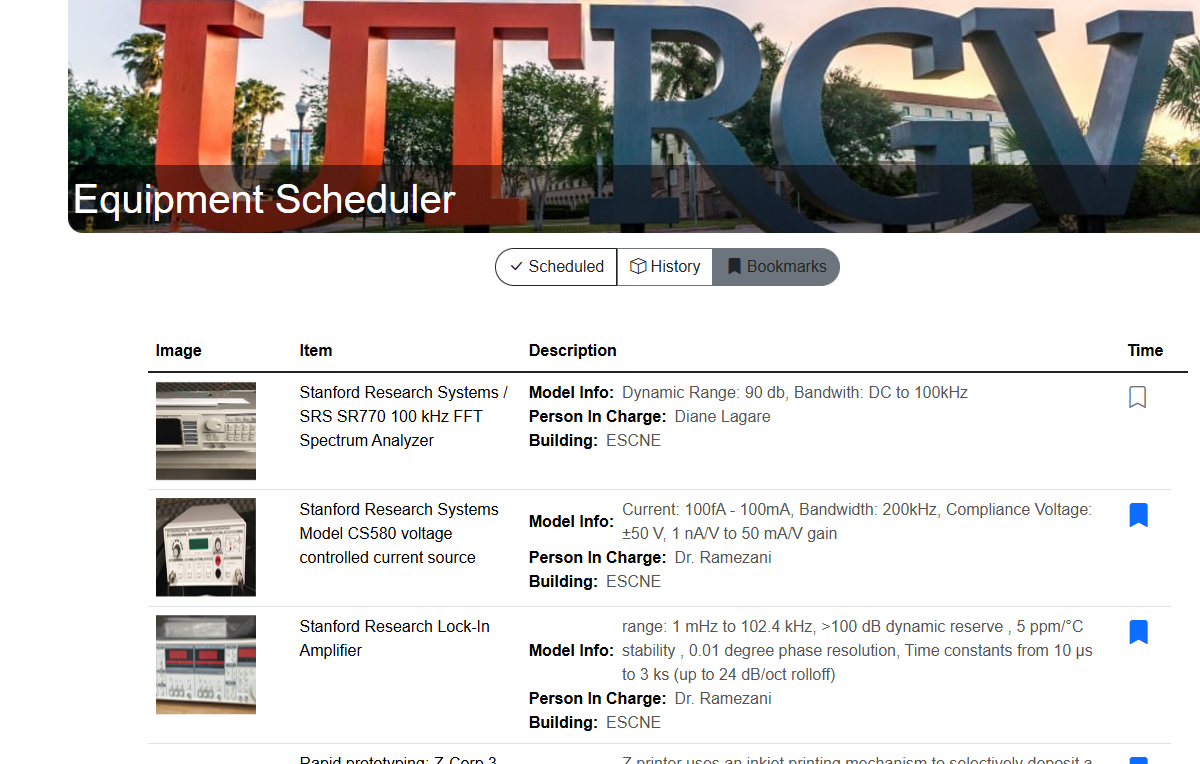 UTRGV
Equipment Scheduler
Scheduled
History
Bookmarks
Image
Item
Description
Time
Stanford Research Systems /
SRS SR770 100 kHz FFT
Spectrum Analyzer
Model Info: Dynamic Range: 90 db, Bandwith: DC to 100kHz
Person In Charge: Diane Lagare
Building: ESCNE
Stanford Research Systems
Model CS580 voltage
controlled current source
Model Info: Current: 100fA - 100mA, Bandwidth: 200kHz, Compliance Voltage:
±50 V, 1 nA/V to 50 mA/V gain
Person In Charge: Dr. Ramezani
Building: ESCNE
Stanford Research Lock-In
Amplifier
range: 1 mHz to 102.4 kHz, >100 dB dynamic reserve , 5 ppm/°C
Model Info: stability , 0.01 degree phase resolution, Time constants from 10 µs
to 3 ks (up to 24 dB/oct rolloff)
Person In Charge: Dr. Ramezani
Building: ESCNE
Rapid prototyping: Z Corp 3
Z printer uses an inkjet printing mechanism to selectively deposit a